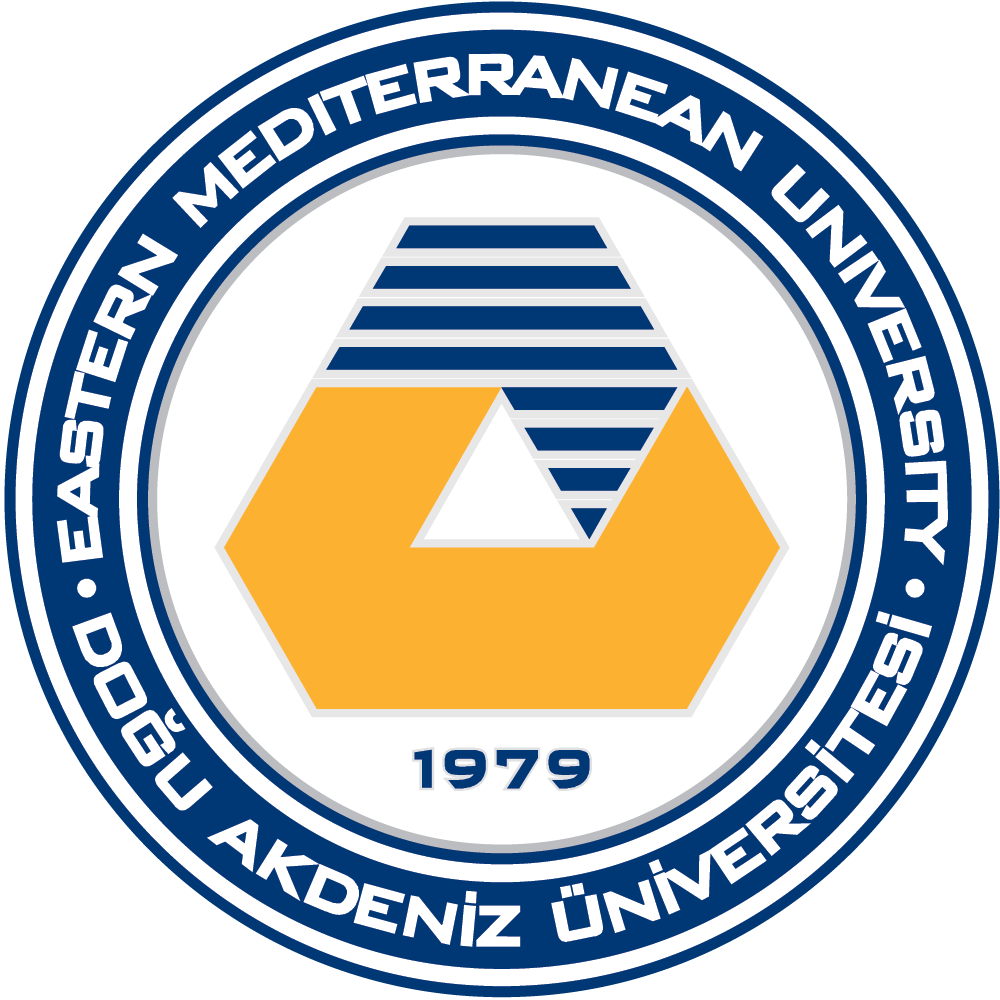 EASTERN MEDITERRANEAN UNIVERSITY
1979
• DOĞU AKDENİZ ÜNİVERSİTESİ •